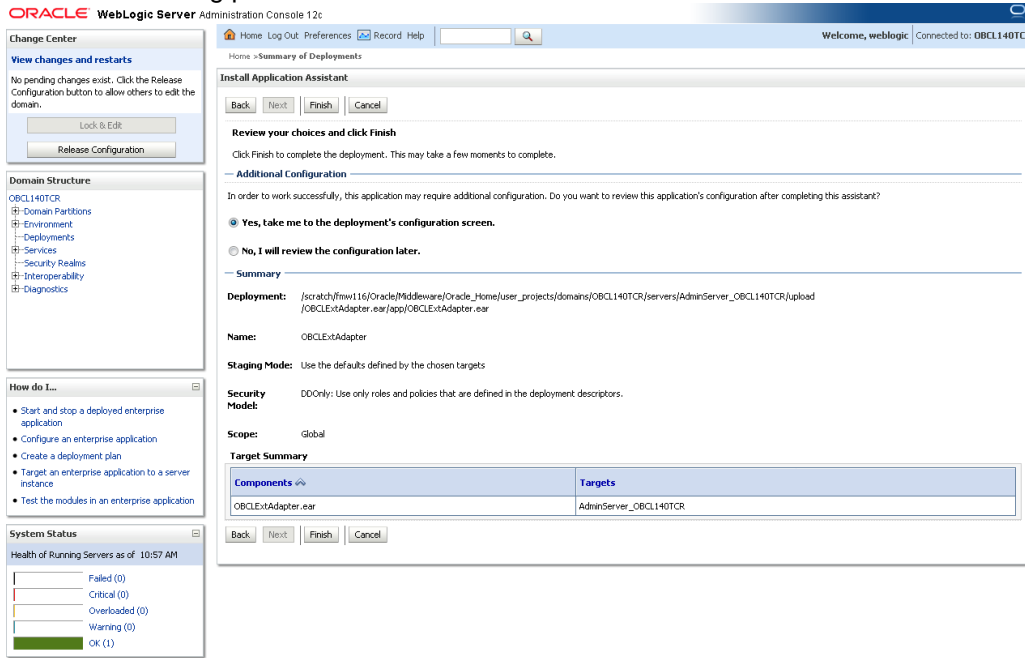 ORACLE WebLogic Server Administration Console 12c
Change Center
View changes and restarts
No pending changes exist. Click the Release
Configuration button to allow others to edit the
domain.
Lock & Edit
Release Configuration
Domain Structure
OBCL140TCR
Domain Partitions
Environment
Deployments
Services
Security Realms
Interoperability
Diagnostics
How do I...
Start and stop a deployed enterprise
application
Configure an enterprise application
Create a deployment plan
Target an enterprise application to a server
instance
Test the modules in an enterprise application
System Status
Health of Running Servers as of 10:57 AM
Failed (0)
Critical (0)
Overloaded (0)
Warning (0)
OK (1)
Home Log Out Preferences Record Help
Welcome, weblogic Connected to: OBCL140TC
Home >Summary of Deployments
Install Application Assistant
Back Next Finish Cancel
Review your choices and click Finish
Click Finish to complete the deployment. This may take a few moments to complete.
Additional Configuration
In order to work successfully, this application may require additional configuration. Do you want to review this application's configuration after completing this assistant?
Yes, take me to the deployment's configuration screen.
No, I will review the configuration later.
Summary
Deployment: /scratch/fmw116/Oracle/Middleware/Oracle_Home/user_projects/domains/OBCL140TCR/servers/AdminServer_OBCL140TCR/upload
/OBCLExtAdapter.ear/app/OBCLExtAdapter.ear
Name: OBCLExtAdapter
Staging Mode: Use the defaults defined by the chosen targets
Security DDOnly: Use only roles and policies that are defined in the deployment descriptors.
Model:
Scope: Global
Target Summary
Components Targets
OBCLExtAdapter.ear AdminServer_OBCL140TCR
Back Next Finish Cancel